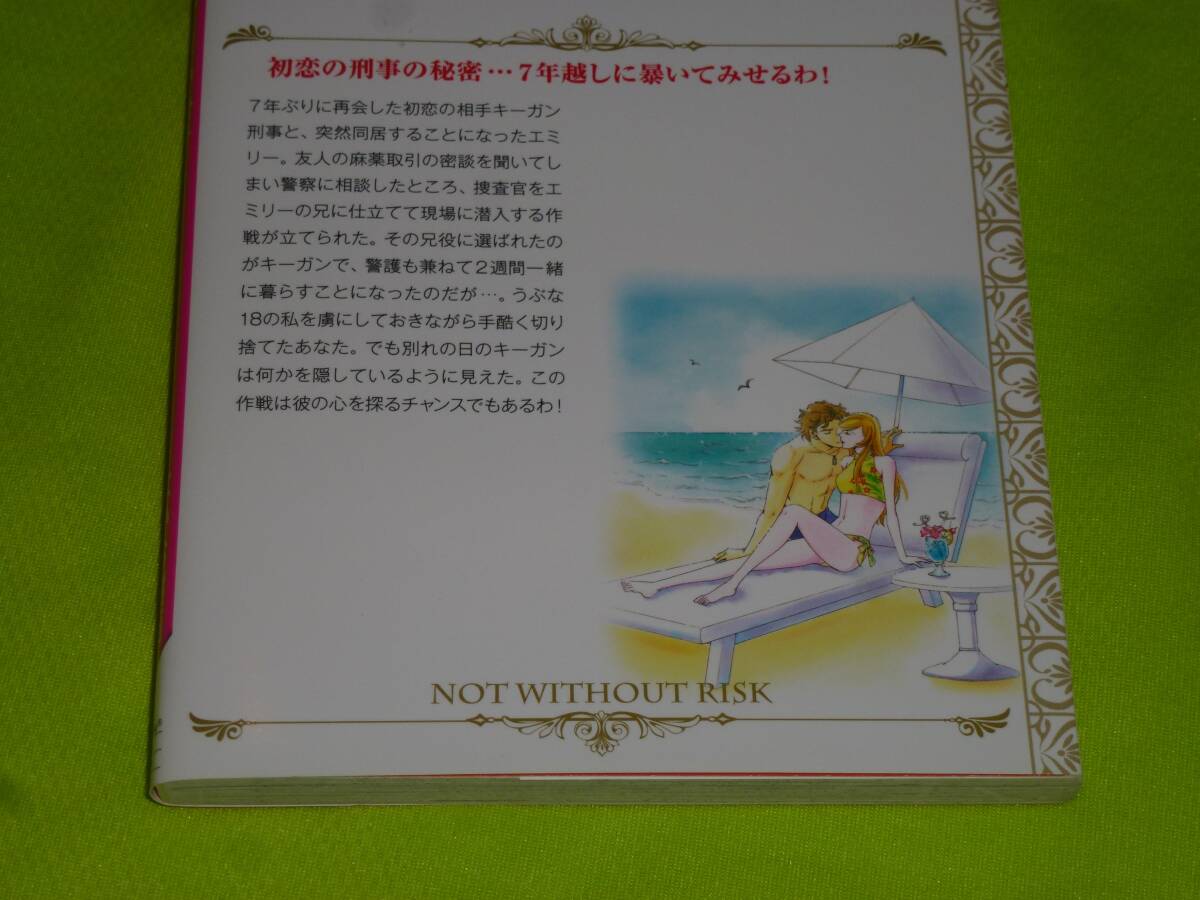 初恋の刑事の秘密…7年越しに暴いてみせるわ!
7年ぶりに再会した初恋の相手キーガン
刑事と、突然同居することになったエミ
リー。友人の麻薬取引の密談を聞いてし
まい警察に相談したところ、捜査官をエ
ミリーの兄に仕立てて現場に潜入する作
戦が立てられた。その兄役に選ばれたの
がキーガンで、警護も兼ねて2週間一緒
に暮らすことになったのだが…。うぶな
18の私を虜にしておきながら手酷く切り
捨てたあなた。でも別れの日のキーガン
は何かを隠しているように見えた。この
作戦は彼の心を探るチャンスでもあるわ!
NOT WITHOUT RISK